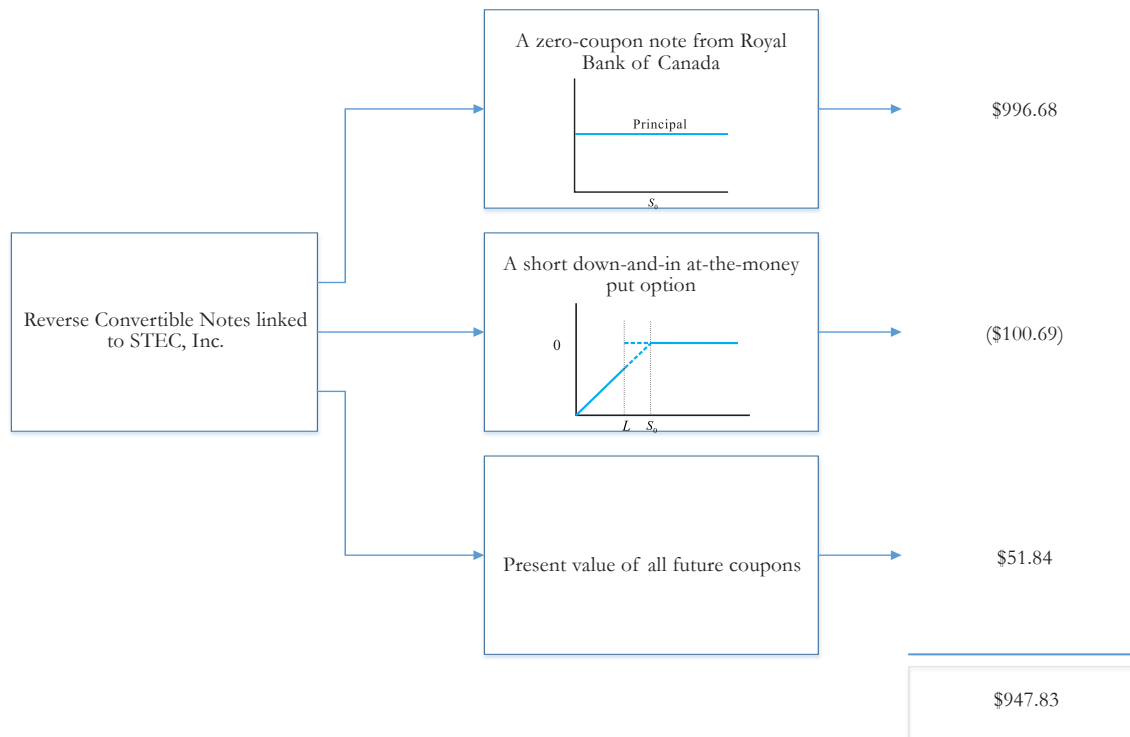 A zero-coupon note from Royal
Bank of Canada
Principal
S₀
$996.68
Reverse Convertible Notes linked
to STEC, Inc.
A short down-and-in at-the-money
put option
0
L S₀
($100.69)
Present value of all future coupons
$51.84
$947.83